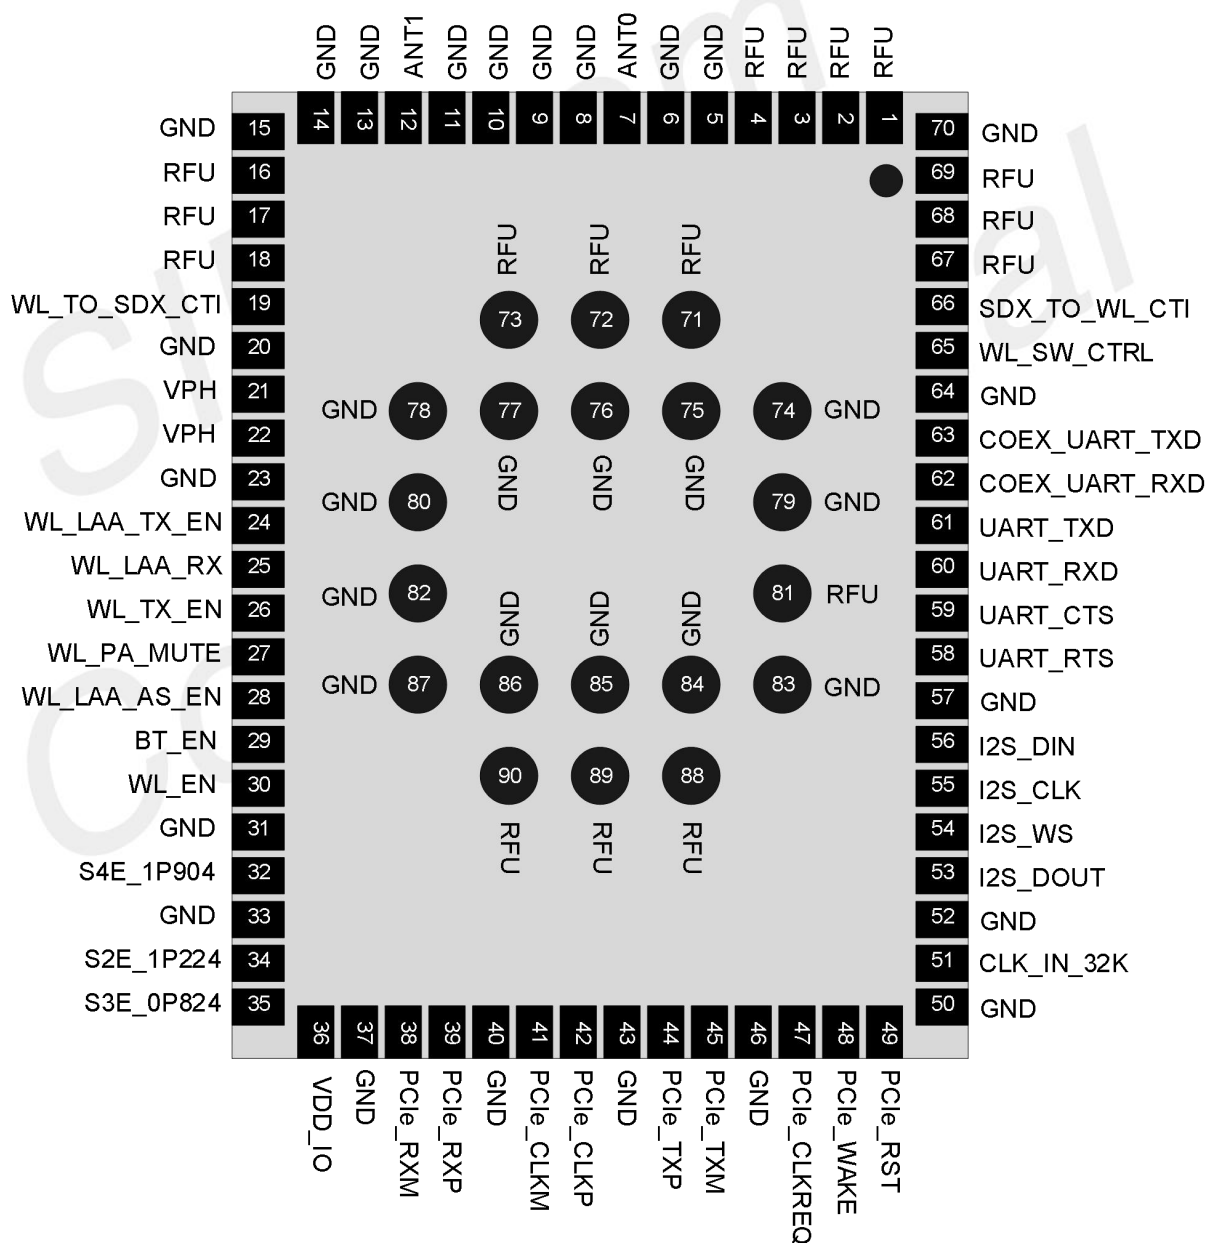 GND GND ANT1 GND GND GND GND ANT0 GND GND RFU RFU RFU RFU
14 13 12 11 10 9 8 7 6 5 4 3 2 1
GND 15 70 GND
RFU 16 69 RFU
RFU 17 68 RFU
RFU 18 67 RFU
RFU RFU RFU
WL_TO_SDX_CTI 19 73 72 71 66 SDX_TO_WL_CTI
GND 20 65 WL_SW_CTRL
VPH 21 64 GND
GND 78 77 76 75 74 GND
VPH 22 63 COEX_UART_TXD
GND 23 GND GND GND 62 COEX_UART_RXD
GND 80 79 GND
WL_LAA_TX_EN 24 61 UART_TXD
WL_LAA_RX 25 60 UART_RXD
GND 82 81 RFU
WL_TX_EN 26 GND GND GND 59 UART_CTS
WL_PA_MUTE 27 58 UART_RTS
GND 87 86 85 84 83 GND
WL_LAA_AS_EN 28 57 GND
BT_EN 29 56 I2S_DIN
WL_EN 30 90 89 88 55 I2S_CLK
GND 31 RFU RFU RFU 54 I2S_WS
S4E_1P904 32 53 I2S_DOUT
GND 33 52 GND
S2E_1P224 34 51 CLK_IN_32K
S3E_0P824 35 50 GND
36 37 38 39 40 41 42 43 44 45 46 47 48 49
VDD_IO GND PCIe_RXM PCIe_RXP GND PCIe_CLKM PCIe_CLKP GND PCIe_TXP PCIe_TXM GND PCIe_CLKREQ PCIe_WAKE PCIe_RST